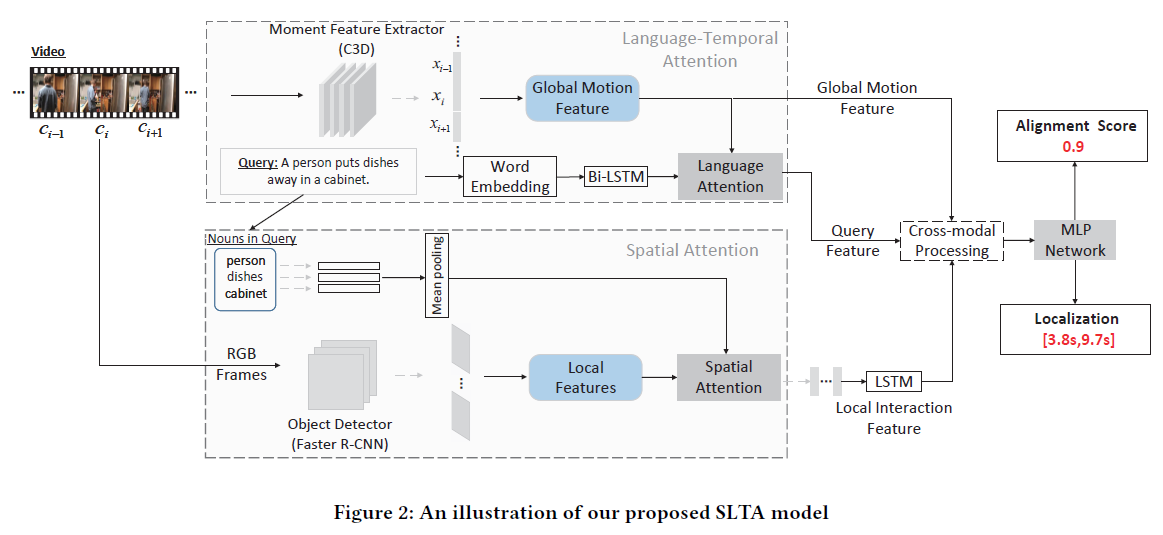 Video
...
...
C_{i-1}
C_i
C_{i+1}
Moment Feature Extractor
(C3D)
Language-Temporal
Attention
⋮
x_{i-1}
x_i
x_{i+1}
⋮
Global Motion
Feature
Global Motion
Feature
Query: A person puts dishes
away in a cabinet.
Word
Embedding
Bi-LSTM
Language
Attention
Alignment Score
0.9
Nouns in Query
person
dishes
cabinet
Mean pooling
Spatial Attention
Query
Feature
Cross-modal
Processing
MLP
Network
Localization
[3.8s,9.7s]
RGB
Frames
Object Detector
(Faster R-CNN)
⋮
Local
Features
Spatial
Attention
...
LSTM
Local Interaction
Feature
Figure 2: An illustration of our proposed SLTA model